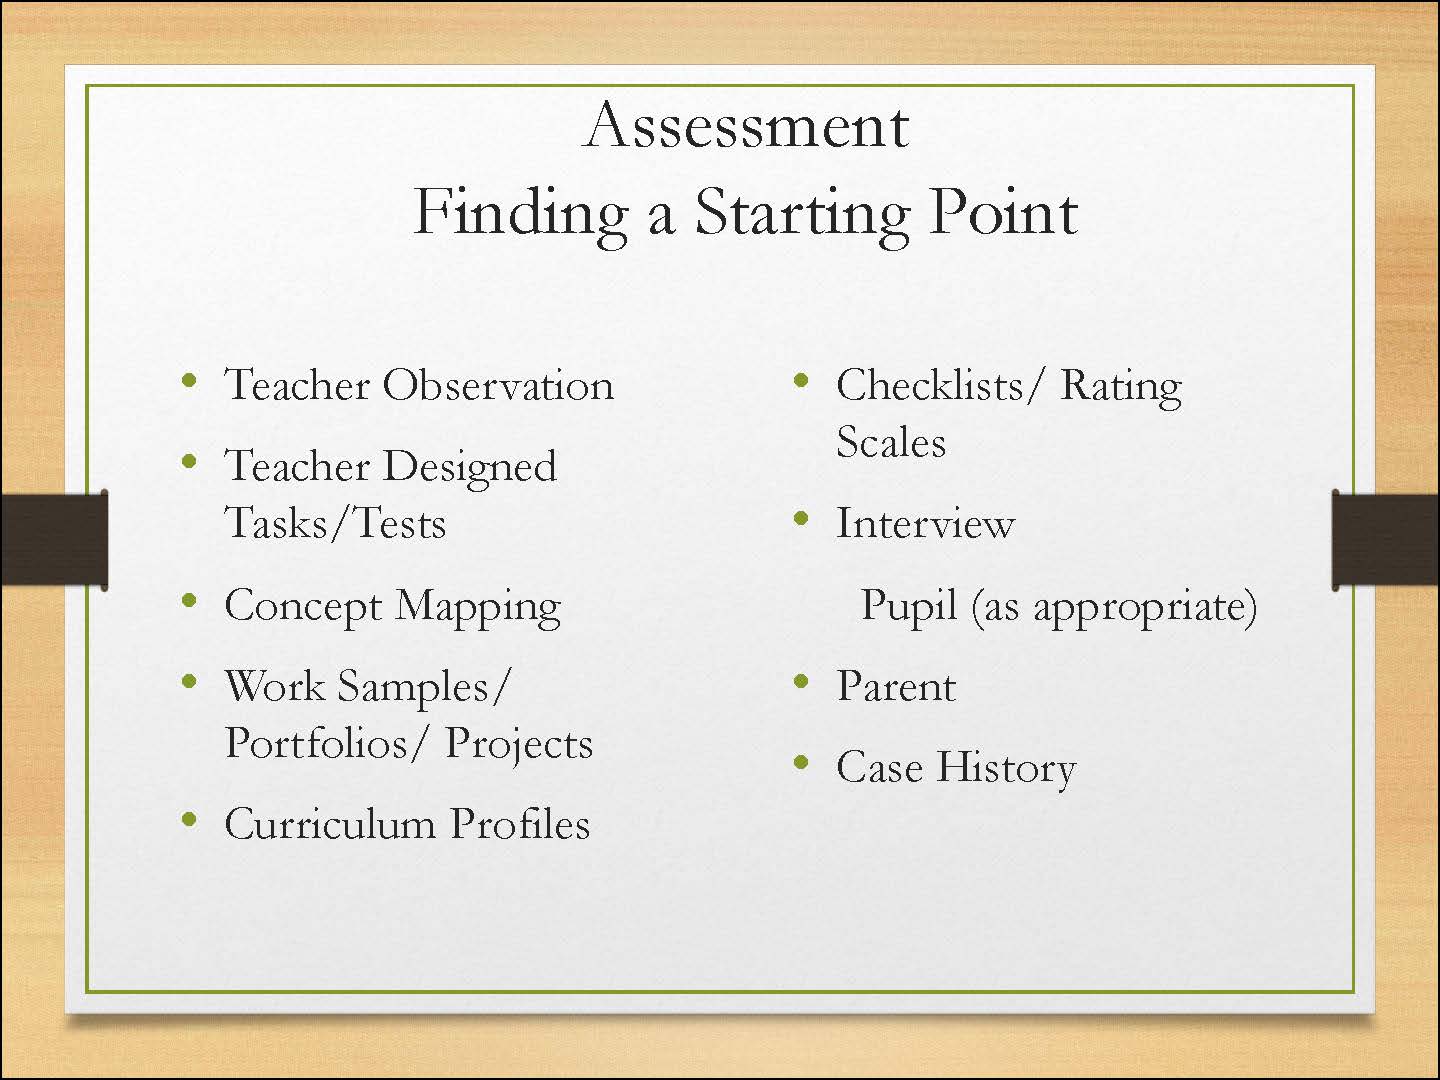 Assessment
Finding a Starting Point
• Teacher Observation
• Teacher Designed
Tasks/Tests
• Concept Mapping
• Work Samples/
Portfolios/ Projects
• Curriculum Profiles
• Checklists/ Rating
Scales
• Interview
Pupil (as appropriate)
• Parent
• Case History